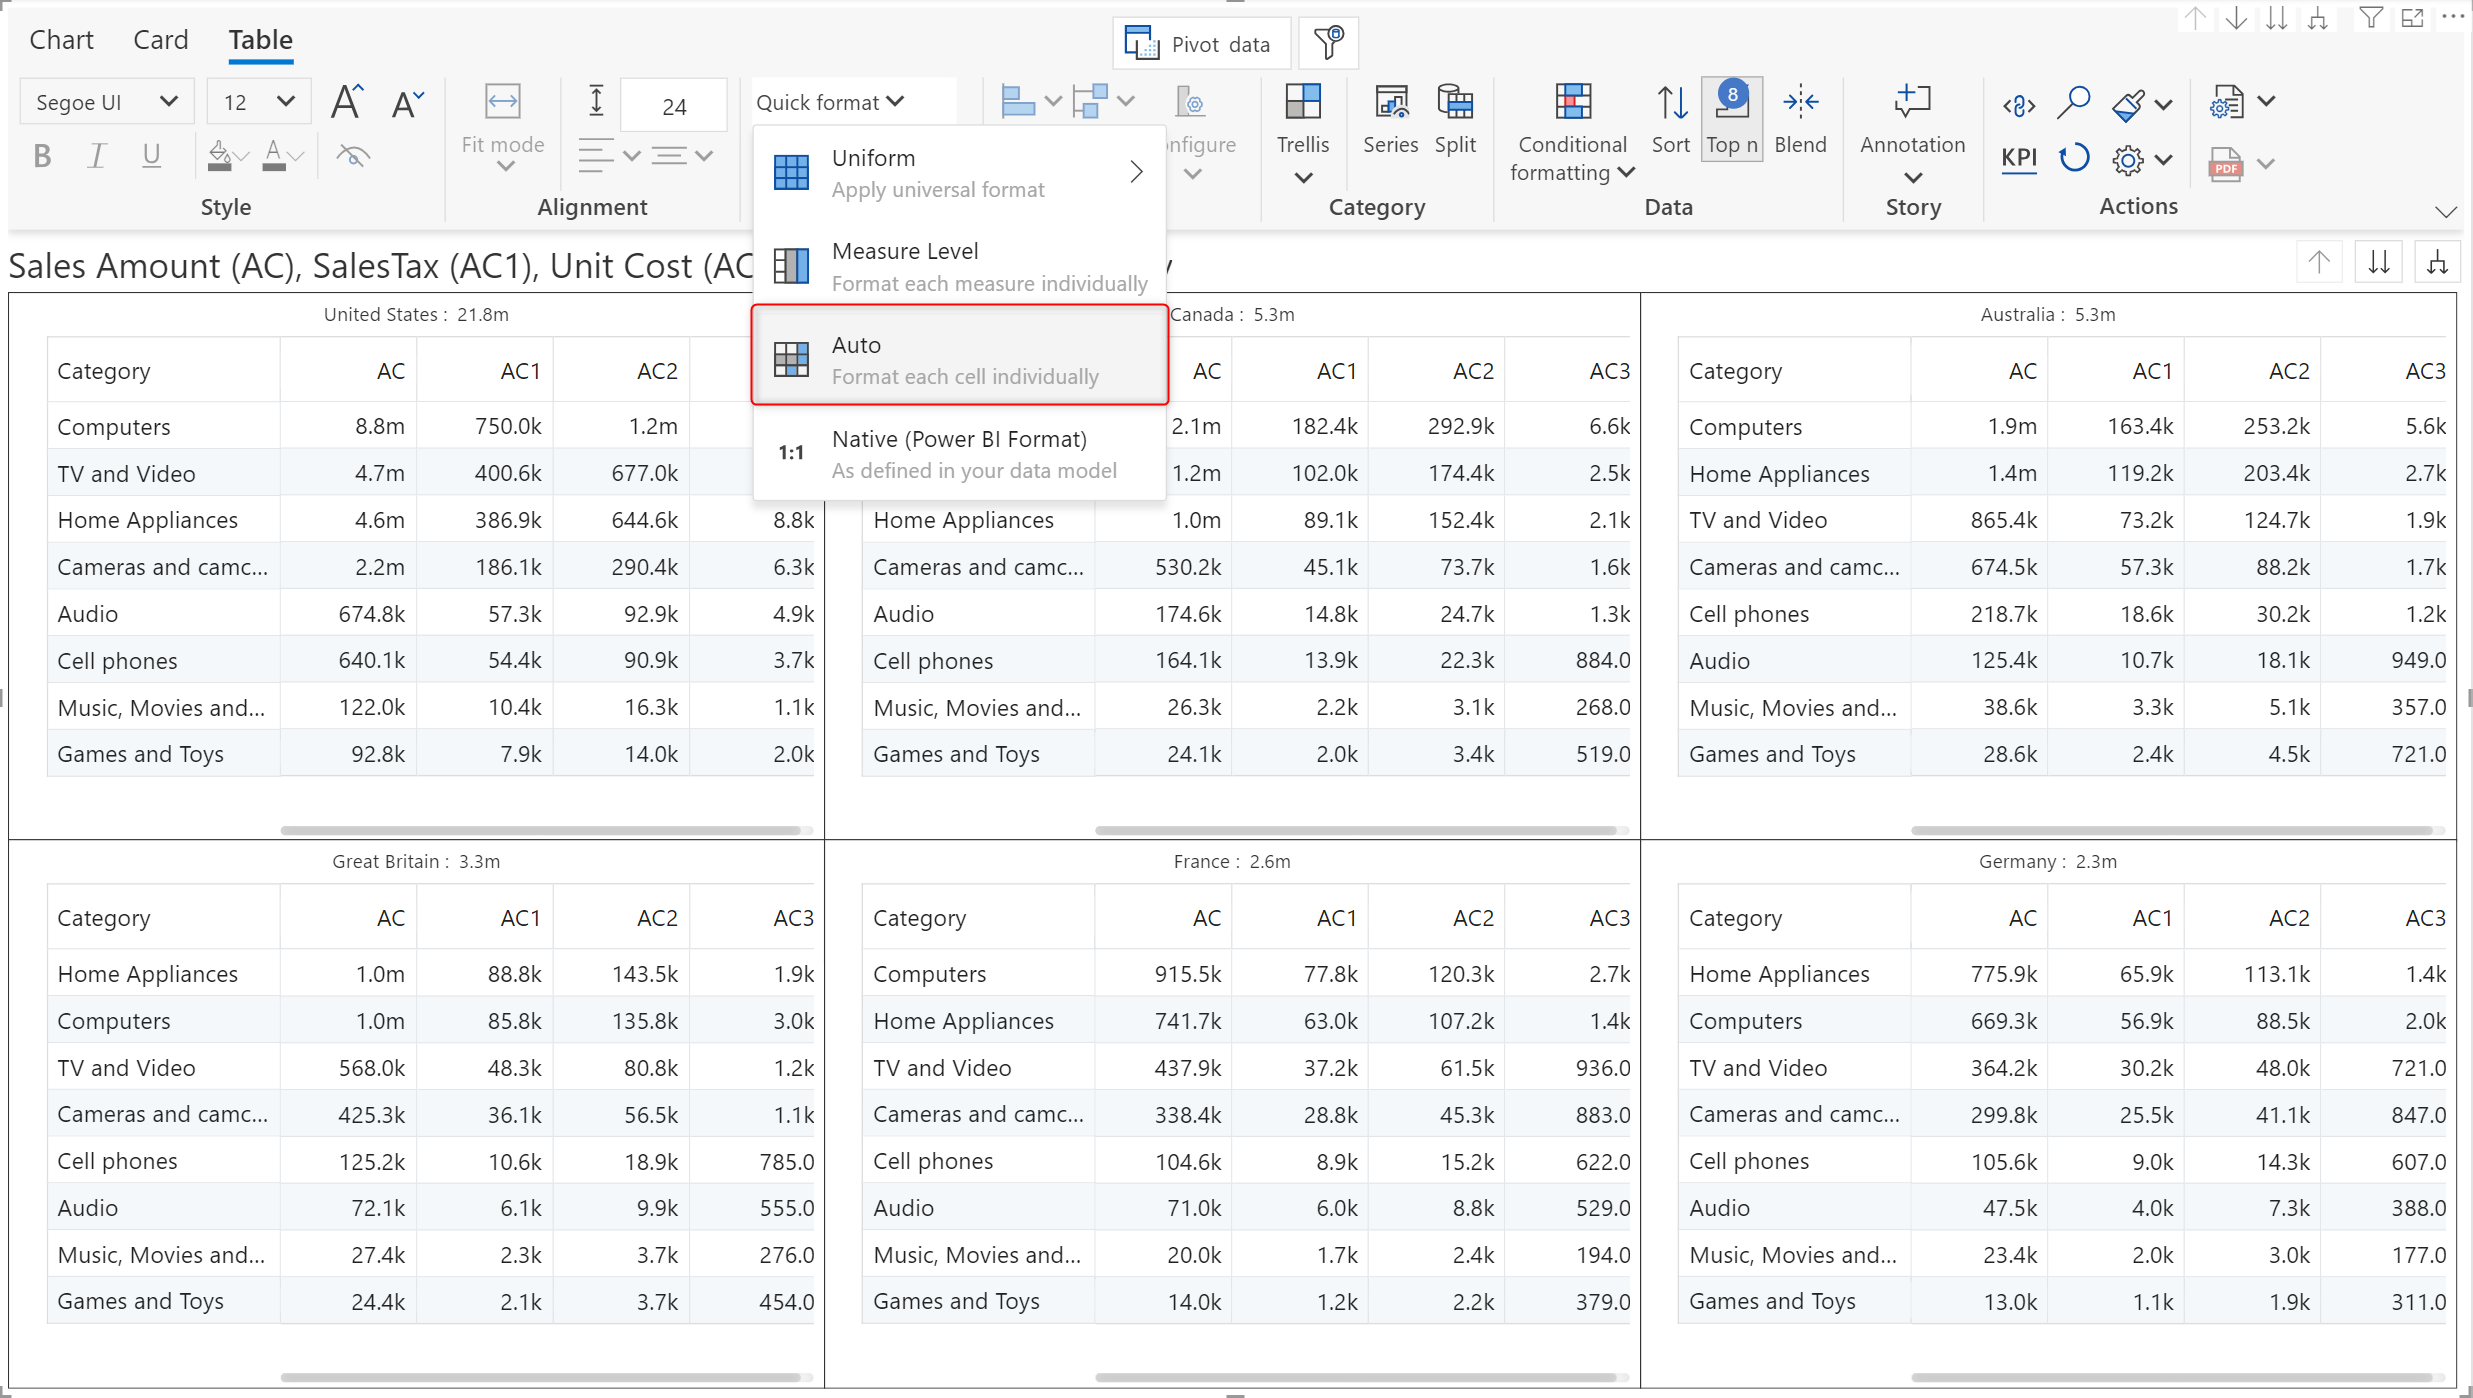 Chart Card Table
Pivot data
Segoe UI 12
24
Quick format
8
Fit mode
Trellis
Series Split
Conditional
formatting
Sort Top n Blend
Annotation
KPI
PDF
B I U A
Style Alignment Category Data Story Actions
Uniform
Apply universal format
Measure Level
Format each measure individually
Auto
Format each cell individually
1:1
Native (Power BI Format)
As defined in your data model
Sales Amount (AC), SalesTax (AC1), Unit Cost (AC
United States : 21.8m
Category AC AC1 AC2
Computers 8.8m 750.0k 1.2m
TV and Video 4.7m 400.6k 677.0k
Home Appliances 4.6m 386.9k 644.6k 8.8k
Cameras and camc... 2.2m 186.1k 290.4k 6.3k
Audio 674.8k 57.3k 92.9k 4.9k
Cell phones 640.1k 54.4k 90.9k 3.7k
Music, Movies and... 122.0k 10.4k 16.3k 1.1k
Games and Toys 92.8k 7.9k 14.0k 2.0k
Canada : 5.3m
AC AC1 AC2 AC3
2.1m 182.4k 292.9k 6.6k
1.2m 102.0k 174.4k 2.5k
Home Appliances 1.0m 89.1k 152.4k 2.1k
Cameras and camc... 530.2k 45.1k 73.7k 1.6k
Audio 174.6k 14.8k 24.7k 1.3k
Cell phones 164.1k 13.9k 22.3k 884.0
Music, Movies and... 26.3k 2.2k 3.1k 268.0
Games and Toys 24.1k 2.0k 3.4k 519.0
Australia : 5.3m
Category AC AC1 AC2 AC3
Computers 1.9m 163.4k 253.2k 5.6k
Home Appliances 1.4m 119.2k 203.4k 2.7k
TV and Video 865.4k 73.2k 124.7k 1.9k
Cameras and camc... 674.5k 57.3k 88.2k 1.7k
Cell phones 218.7k 18.6k 30.2k 1.2k
Audio 125.4k 10.7k 18.1k 949.0
Music, Movies and... 38.6k 3.3k 5.1k 357.0
Games and Toys 28.6k 2.4k 4.5k 721.0
Great Britain : 3.3m
Category AC AC1 AC2 AC3
Home Appliances 1.0m 88.8k 143.5k 1.9k
Computers 1.0m 85.8k 135.8k 3.0k
TV and Video 568.0k 48.3k 80.8k 1.2k
Cameras and camc... 425.3k 36.1k 56.5k 1.1k
Cell phones 125.2k 10.6k 18.9k 785.0
Audio 72.1k 6.1k 9.9k 555.0
Music, Movies and... 27.4k 2.3k 3.7k 276.0
Games and Toys 24.4k 2.1k 3.7k 454.0
France : 2.6m
Category AC AC1 AC2 AC3
Computers 915.5k 77.8k 120.3k 2.7k
Home Appliances 741.7k 63.0k 107.2k 1.4k
TV and Video 437.9k 37.2k 61.5k 936.0
Cameras and camc... 338.4k 28.8k 45.3k 883.0
Cell phones 104.6k 8.9k 15.2k 622.0
Audio 71.0k 6.0k 8.8k 529.0
Music, Movies and... 20.0k 1.7k 2.4k 194.0
Games and Toys 14.0k 1.2k 2.2k 379.0
Germany : 2.3m
Category AC AC1 AC2 AC3
Home Appliances 775.9k 65.9k 113.1k 1.4k
Computers 669.3k 56.9k 88.5k 2.0k
TV and Video 364.2k 30.2k 48.0k 721.0
Cameras and camc... 299.8k 25.5k 41.1k 847.0
Cell phones 105.6k 9.0k 14.3k 607.0
Audio 47.5k 4.0k 7.3k 388.0
Music, Movies and... 23.4k 2.0k 3.0k 177.0
Games and Toys 13.0k 1.1k 1.9k 311.0